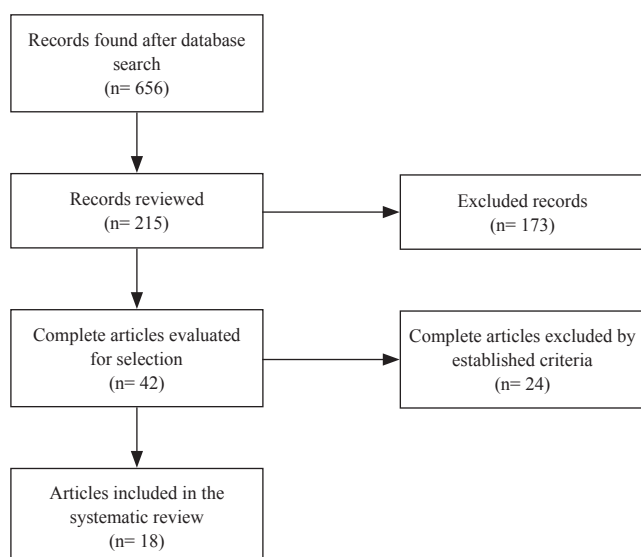 Records found after database
search
(n= 656)
Records reviewed
(n= 215)
Excluded records
(n= 173)
Complete articles evaluated
for selection
(n= 42)
Complete articles excluded by
established criteria
(n= 24)
Articles included in the
systematic review
(n= 18)